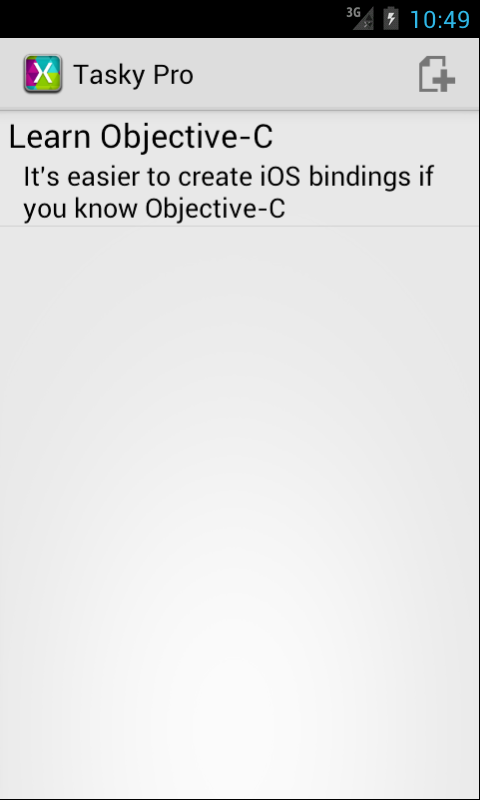 3G
10:49
X
Tasky Pro
Learn Objective-C
It's easier to create iOS bindings if
you know Objective-C